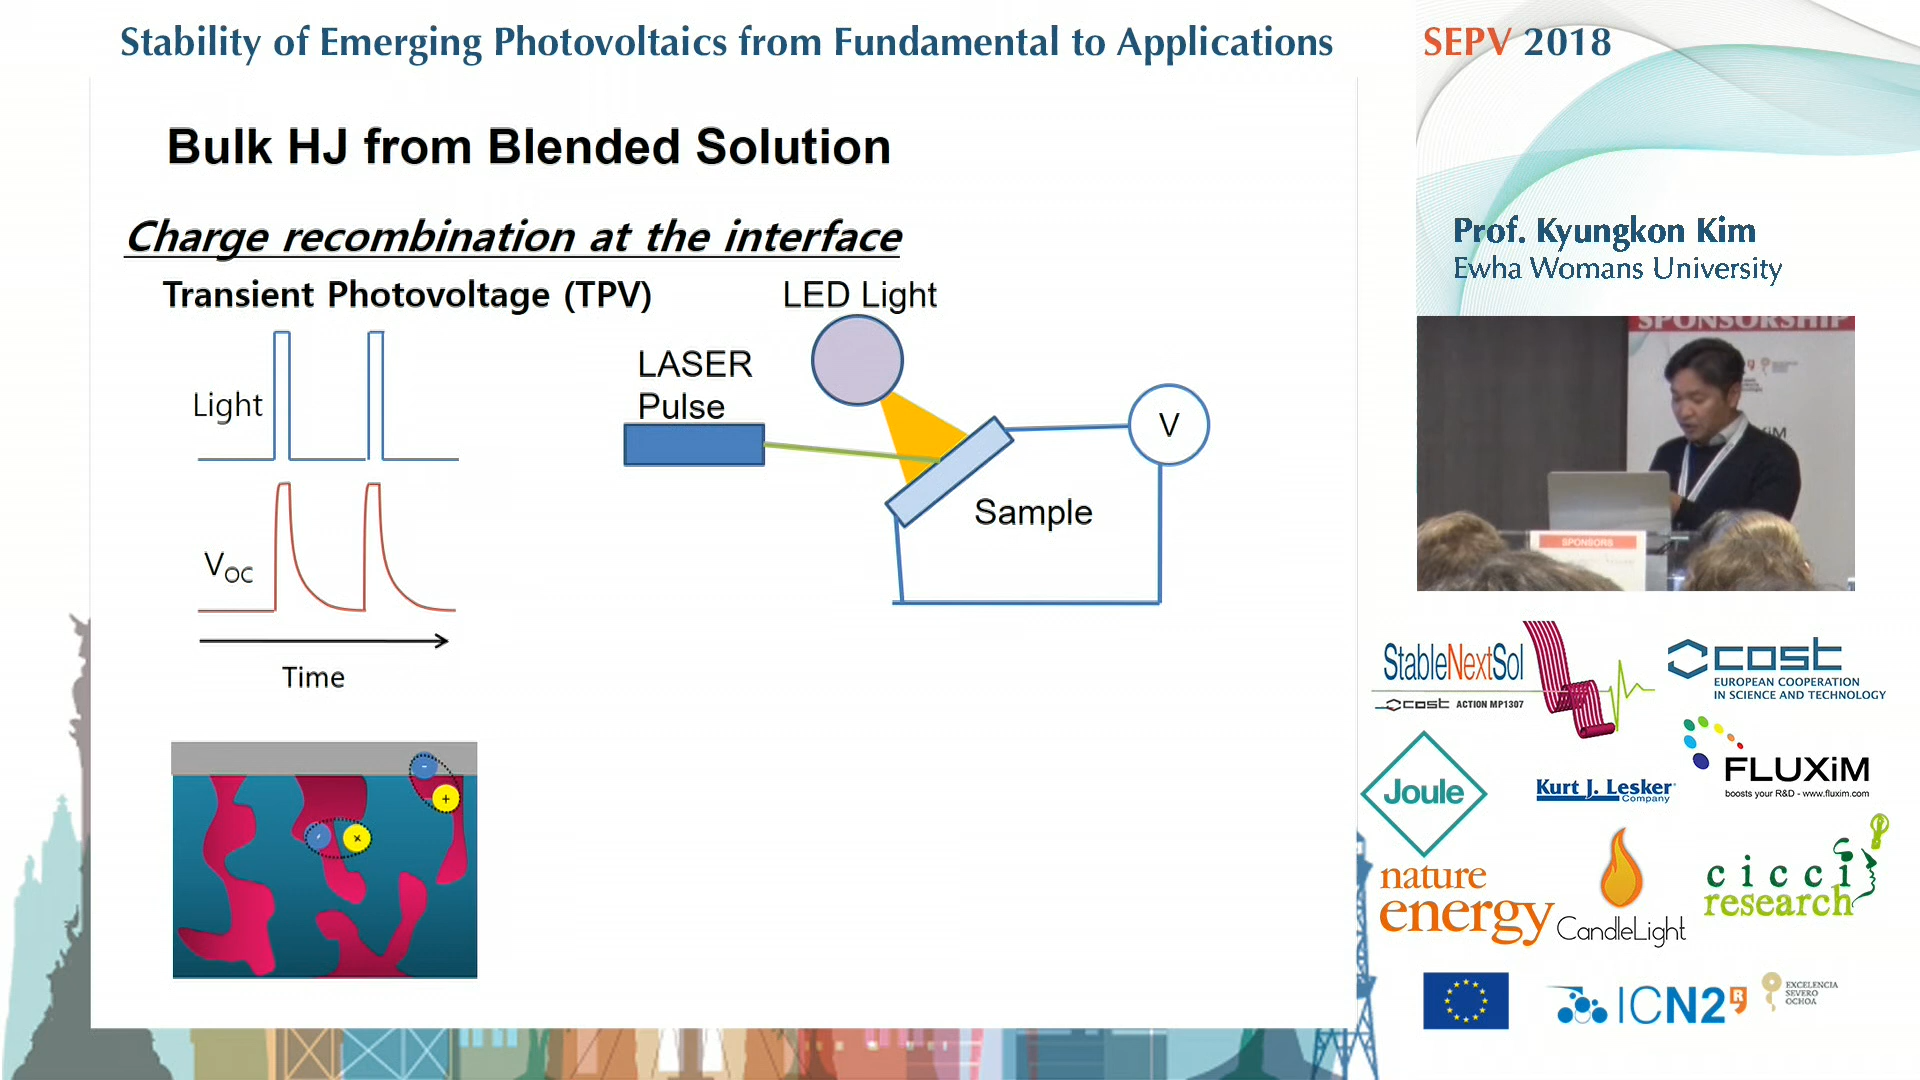 Stability of Emerging Photovoltaics from Fundamental to Applications
SEPV 2018
Bulk HJ from Blended Solution
Charge recombination at the interface
Transient Photovoltage (TPV)
LED Light
LASER
Pulse
Light
V
Sample
VOC
Time
-
+
-
×
Prof. Kyungkon Kim
Ewha Womans University
SPONSORSHIP
SPONSORS
StableNextSol
cost ACTION MP1307
cost
EUROPEAN COOPERATION
IN SCIENCE AND TECHNOLOGY
Joule
Kurt J. Lesker
Company
FLUXiM
boosts your R&D - www.fluxim.com
nature
energy
CandleLight
cicci
research
ICN2
EXCELENCIA
SEVERO
OCHOA